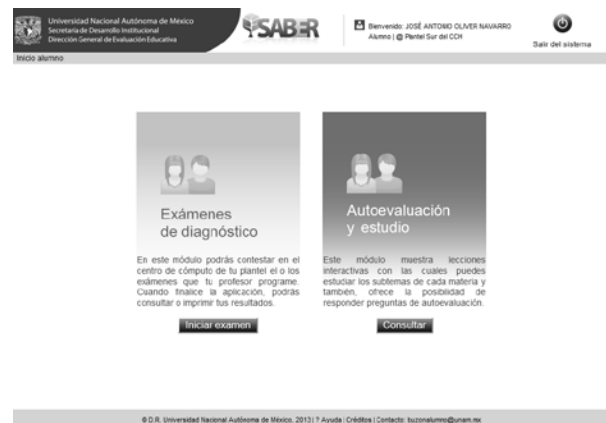 Universidad Nacional Autónoma de México
Secretaría de Desarrollo Institucional
Dirección General de Evaluación Educativa
SABER
Bienvenido: JOSÉ ANTONIO OLIVER NAVARRO
Alumno | @ Plantel Sur del CCH
Salir del sistema
Inicio alumno
Exámenes
de diagnóstico
En este módulo podrás contestar en el
centro de cómputo de tu plantel el o los
exámenes que tu profesor programe.
Cuando finalice la aplicación, podrás
consultar o imprimir tus resultados.
Iniciar examen
Autoevaluación
y estudio
Este módulo muestra lecciones
interactivas con las cuales puedes
estudiar los subtemas de cada materia y
también, ofrece la posibilidad de
responder preguntas de autoevaluación.
Consultar
© D.R. Universidad Nacional Autónoma de México, 2013 | ? Ayuda | Créditos | Contacto: buzonalumno@unam.mx